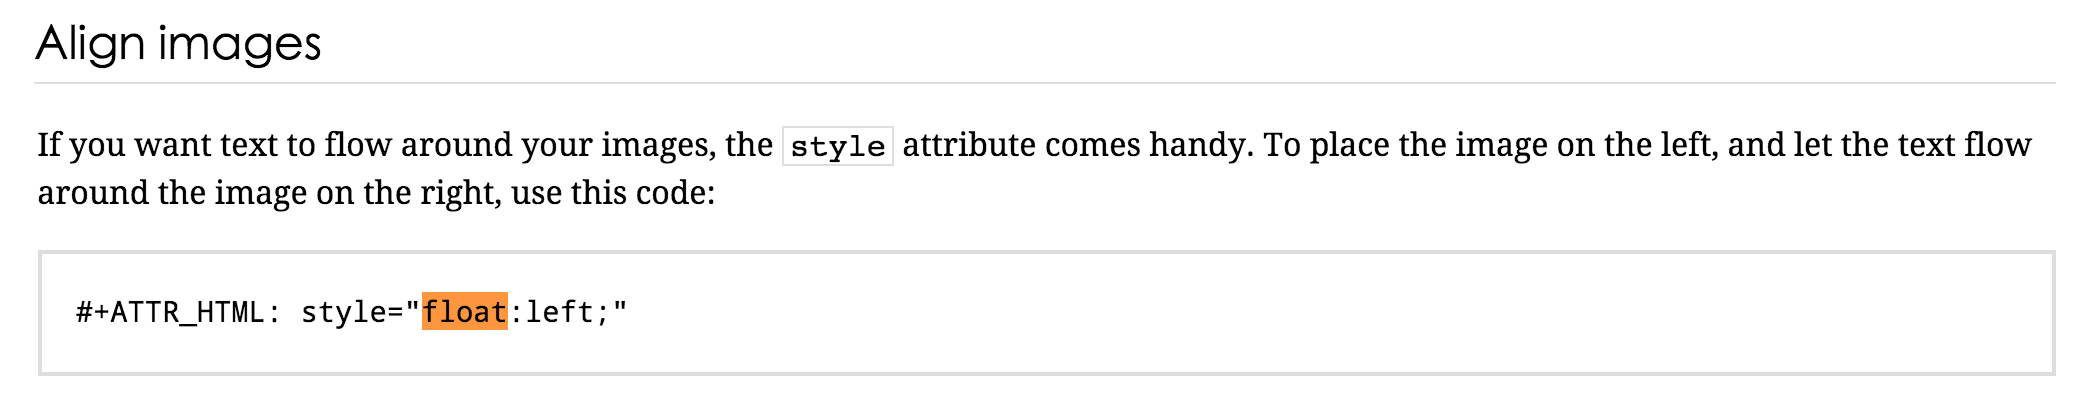 Align images
If you want text to flow around your images, the style attribute comes handy. To place the image on the left, and let the text flow
around the image on the right, use this code:
#+ATTR_HTML: style="float:left;"